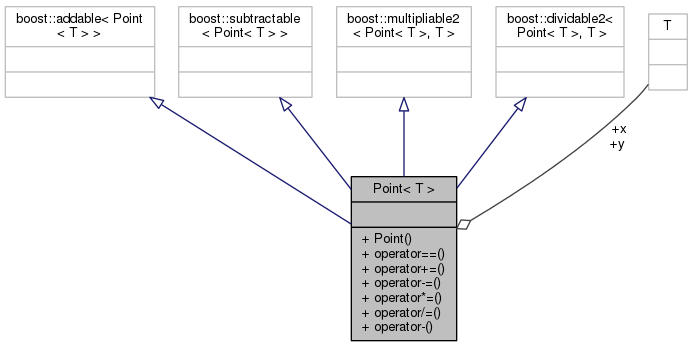 boost::addable< Point
< T > >
boost::subtractable
< Point< T > >
boost::multipliable2
< Point< T >, T >
boost::dividable2<
Point< T >, T >
T
+x
+y
Point< T >
+ Point()
+ operator==()
+ operator+=()
+ operator-=()
+ operator*=()
+ operator/=()
+ operator-()